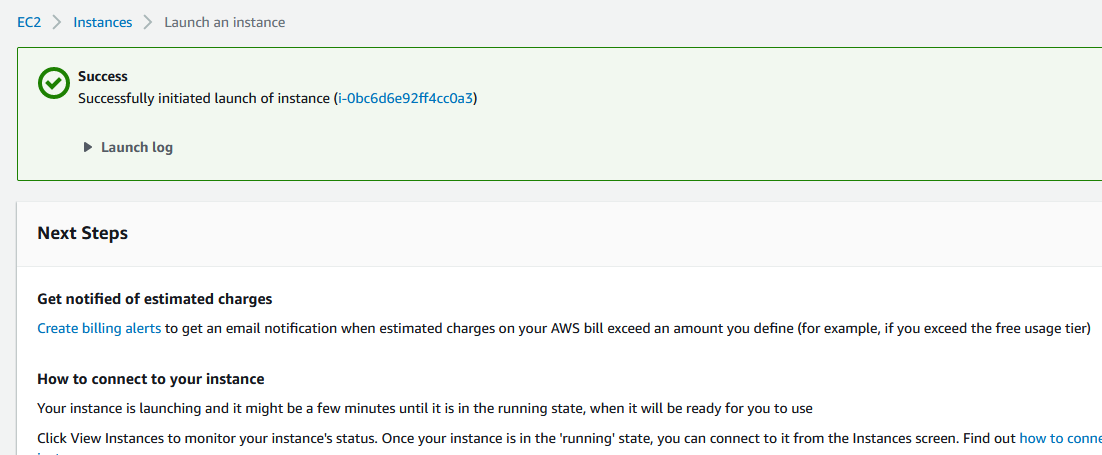 EC2 > Instances > Launch an instance
Success
Successfully initiated launch of instance (i-0bc6d6e92ff4cc0a3)
Launch log
Next Steps
Get notified of estimated charges
Create billing alerts to get an email notification when estimated charges on your AWS bill exceed an amount you define (for example, if you exceed the free usage tier)
How to connect to your instance
Your instance is launching and it might be a few minutes until it is in the running state, when it will be ready for you to use
Click View Instances to monitor your instance's status. Once your instance is in the 'running' state, you can connect to it from the Instances screen. Find out how to conne